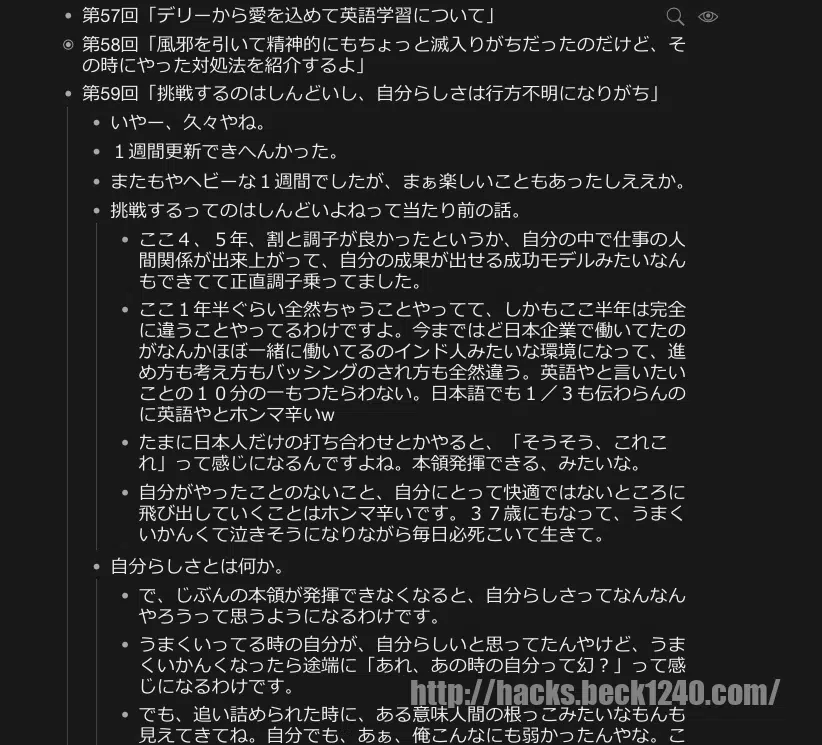 第57回「デリーから愛を込めて英語学習について」
第58回「風邪を引いて精神的にもちょっと滅入りがちだったのだけど、そ
の時にやった対処法を紹介するよ」
第59回「挑戦するのはしんどいし、自分らしさは行方不明になりがち」
いやー、久々やね。
１週間更新できへんかった。
またもやヘビーな１週間でしたが、まぁ楽しいこともあったしええか。
挑戦するってのはしんどいよねって当たり前の話。
ここ４、５年、割と調子が良かったというか、自分の中で仕事の人
間関係が出来上がって、自分の成果が出せる成功モデルみたいなん
もできてて正直調子乗ってました。
ここ１年半ぐらい全然ちゃうことやってて、しかもここ半年は完全
に違うことやってるわけですよ。今まではど日本企業で働いてたの
がなんかほぼ一緒に働いてるのインド人みたいな環境になって、進
め方も考え方もバッシングのされ方も全然違う。英語やと言いたい
ことの１０分の一もつたらわない。日本語でも１／３も伝わらんの
に英語やとホンマ辛いw
たまに日本人だけの打ち合わせとかやると、「そうそう、これこ
れ」って感じになるんですよね。本領発揮できる、みたいな。
自分がやったことのないこと、自分にとって快適ではないところに
飛び出していくことはホンマ辛いです。３７歳にもなって、うまく
いかんくて泣きそうになりながら毎日必死こいて生きて。
自分らしさとは何か。
で、じぶんの本領が発揮できなくなると、自分らしさってなんなん
やろうって思うようになるわけです。
うまくいってる時の自分が、自分らしいと思ってたんやけど、うま
くいかんくなったら途端に「あれ、あの時の自分って幻？」って感
じになるわけです。
http://hacks.beck1240.com/
でも、追い詰められた時に、ある意味人間の根っこみたいなもんも
見えてきてね。自分でも、あぁ、俺こんなにも弱かったんやな。こ